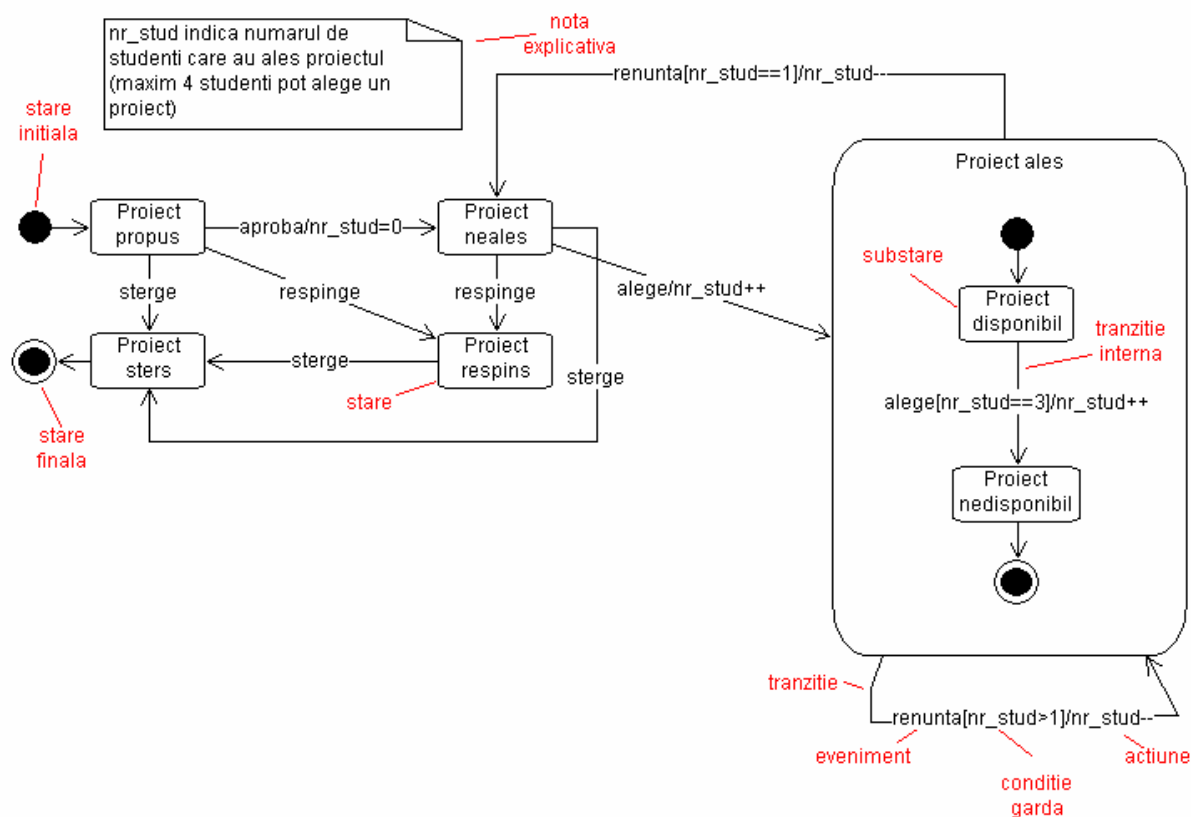 nr_stud indica numarul de
studenti care au ales proiectul
(maxim 4 studenti pot alege un
proiect)
nota
explicativa
renunta[nr_stud==1]/nr_stud--
stare
initiala
Proiect ales
Proiect
propus
aproba/nr_stud=0
Proiect
neales
substare
sterge
respinge
respinge
alege/nr_stud++
Proiect
disponibil
tranzitie
interna
Proiect
sters
sterge
Proiect
respins
sterge
stare
alege[nr_stud==3]/nr_stud++
stare
finala
Proiect
nedisponibil
tranzitie
renunta[nr_stud>1]/nr_stud--
eveniment
actiune
conditie
garda